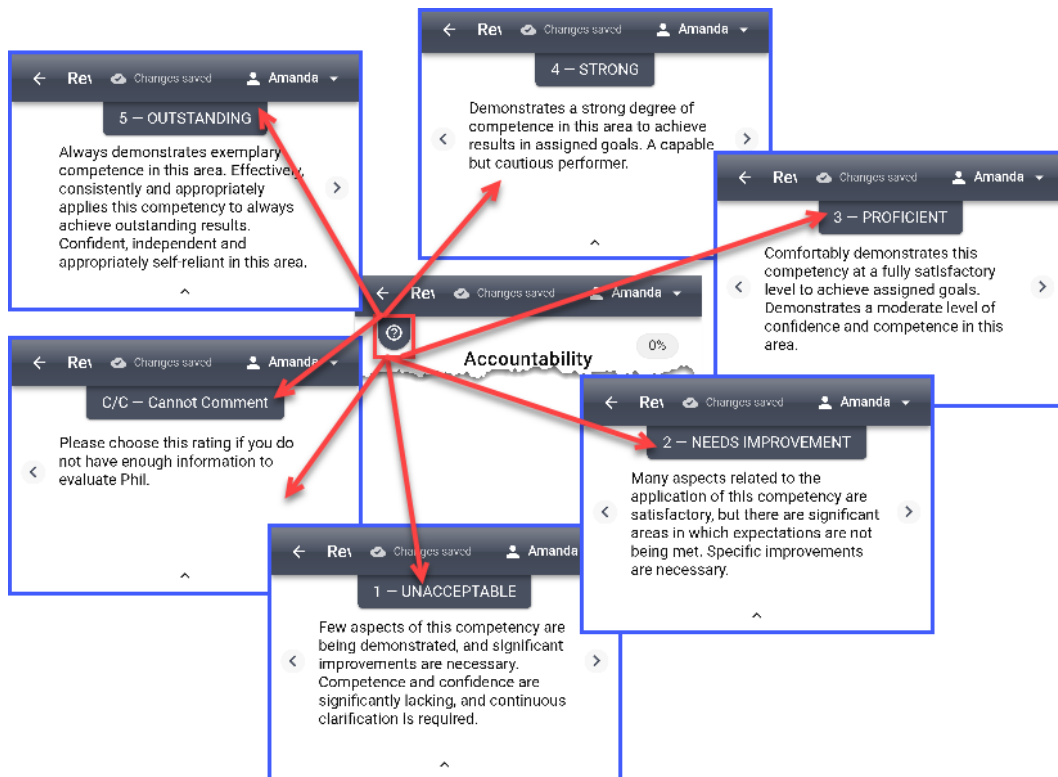 Rev Changes saved Amanda
5 – OUTSTANDING
Always demonstrates exemplary
competence in this area. Effectively,
consistently and appropriately
applies this competency to always
achieve outstanding results.
Confident, independent and
appropriately self-reliant in this area.
Rev Changes saved Amanda
4 – STRONG
Demonstrates a strong degree of
competence in this area to achieve
results in assigned goals. A capable
but cautious performer.
Rev Changes saved Amanda
3 – PROFICIENT
Comfortably demonstrates this
competency at a fully satisfactory
level to achieve assigned goals.
Demonstrates a moderate level of
confidence and competence in this
area.
Rev Changes saved Amanda
?
0%
Accountability
Rev Changes saved Amanda
C/C – Cannot Comment
Please choose this rating if you do
not have enough information to
evaluate Phil.
Rev Changes saved Amanda
2 – NEEDS IMPROVEMENT
Many aspects related to the
application of this competency are
satisfactory, but there are significant
areas in which expectations are not
being met. Specific improvements
are necessary.
Rev Changes saved Amanda
1 – UNACCEPTABLE
Few aspects of this competency are
being demonstrated, and significant
improvements are necessary.
Competence and confidence are
significantly lacking, and continuous
clarification is required.